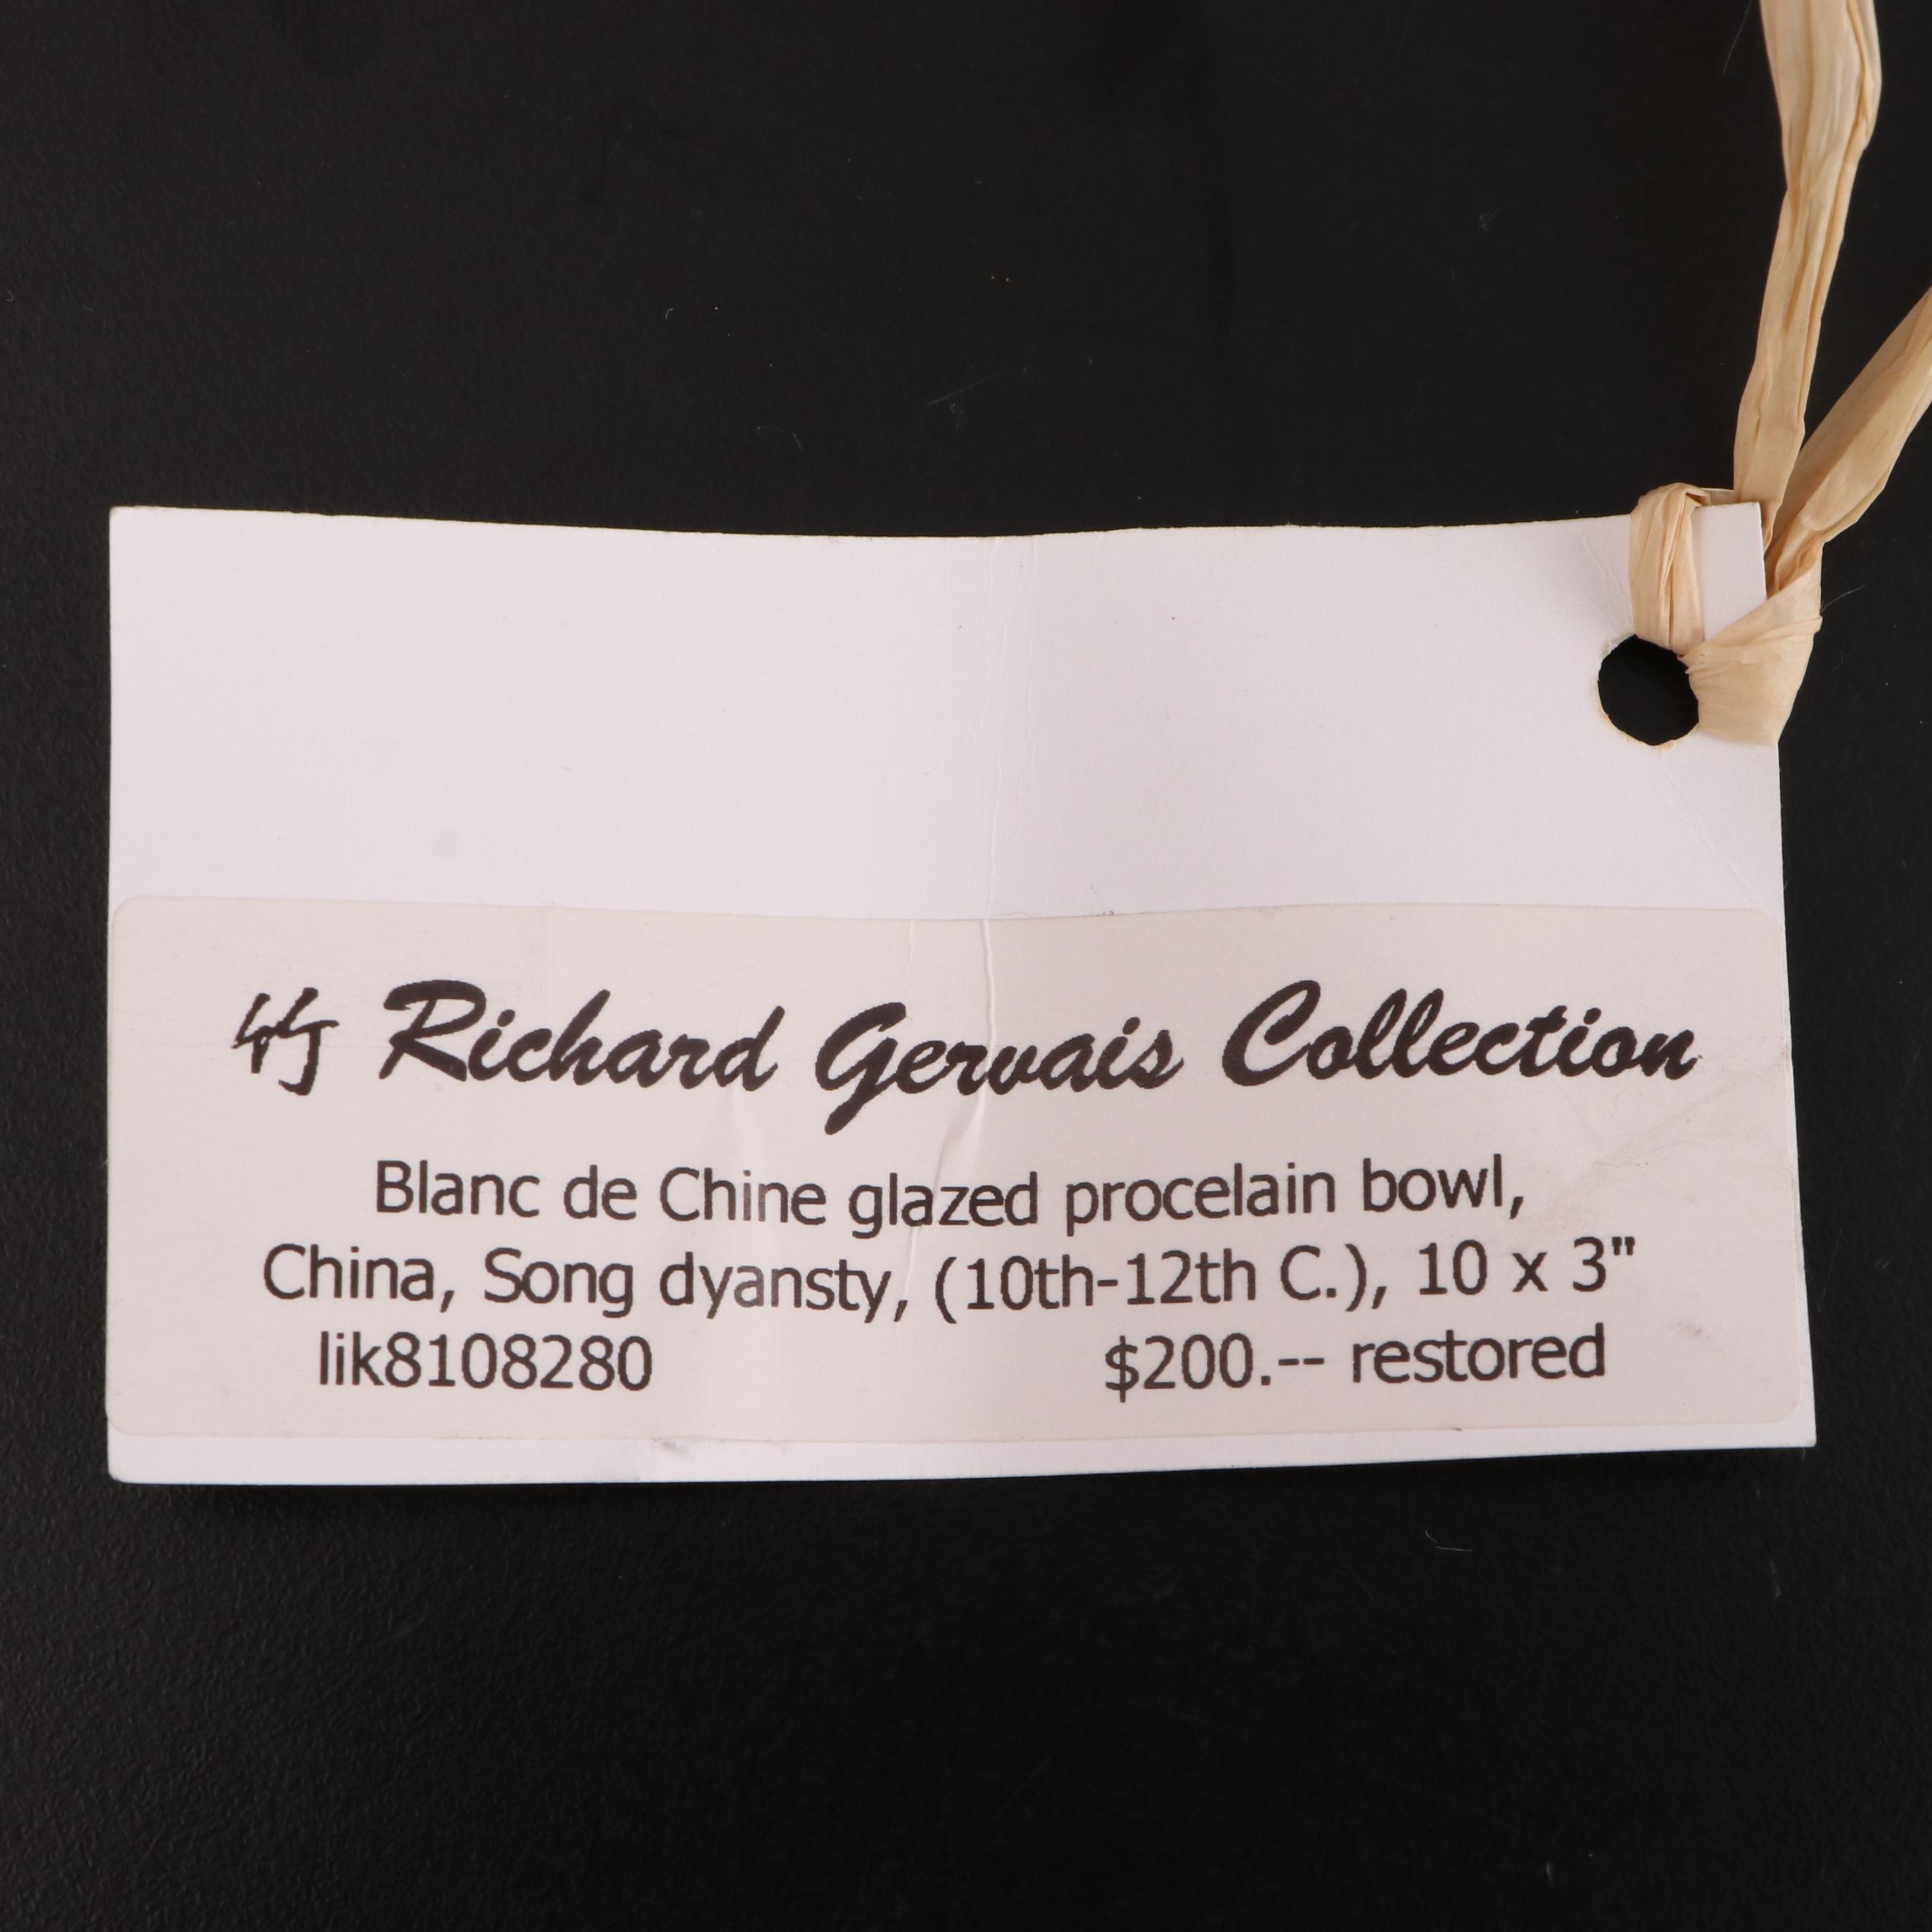 竹 Richard Gervais Collection
Blanc de Chine glazed procelain bowl,
China, Song dyansty, (10th-12th C.), 10 x 3"
lik8108280 $200.-- restored